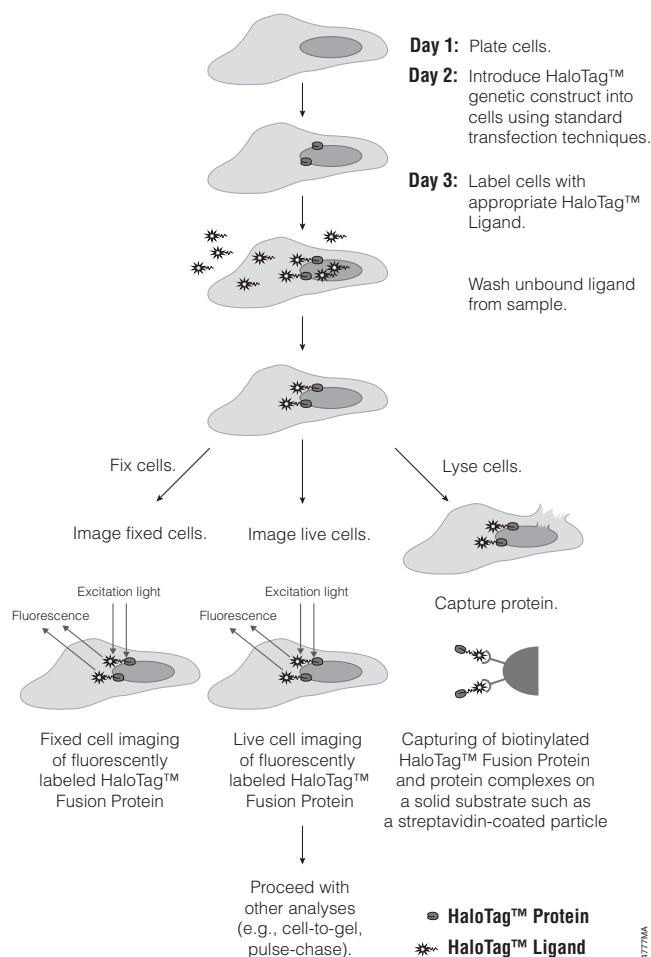 Day 1: Plate cells.
Day 2: Introduce HaloTag™
genetic construct into
cells using standard
transfection techniques.
Day 3: Label cells with
appropriate HaloTag™
Ligand.
Wash unbound ligand
from sample.
Fix cells.
Lyse cells.
Image fixed cells.
Image live cells.
Excitation light
Fluorescence
Excitation light
Fluorescence
Capture protein.
Fixed cell imaging
of fluorescently
labeled HaloTag™
Fusion Protein
Live cell imaging
of fluorescently
labeled HaloTag™
Fusion Protein
Capturing of biotinylated
HaloTag™ Fusion Protein
and protein complexes on
a solid substrate such as
a streptavidin-coated particle
Proceed with
other analyses
(e.g., cell-to-gel,
pulse-chase).
HaloTag™ Protein
HaloTag™ Ligand
4777MA